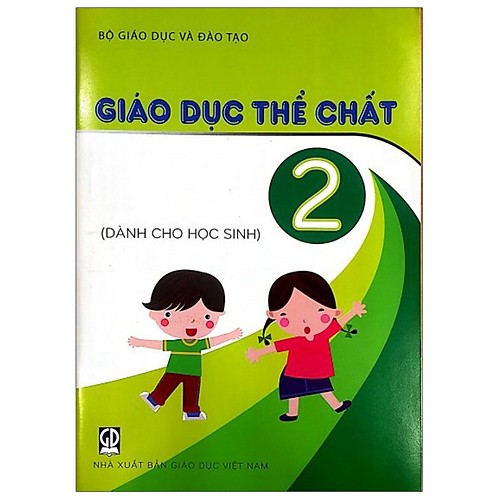 BỘ GIÁO DỤC VÀ ĐÀO TẠO
GIÁO DỤC THỂ CHẤT
2
(DÀNH CHO HỌC SINH)
GD
NHÀ XUẤT BẢN GIÁO DỤC VIỆT NAM